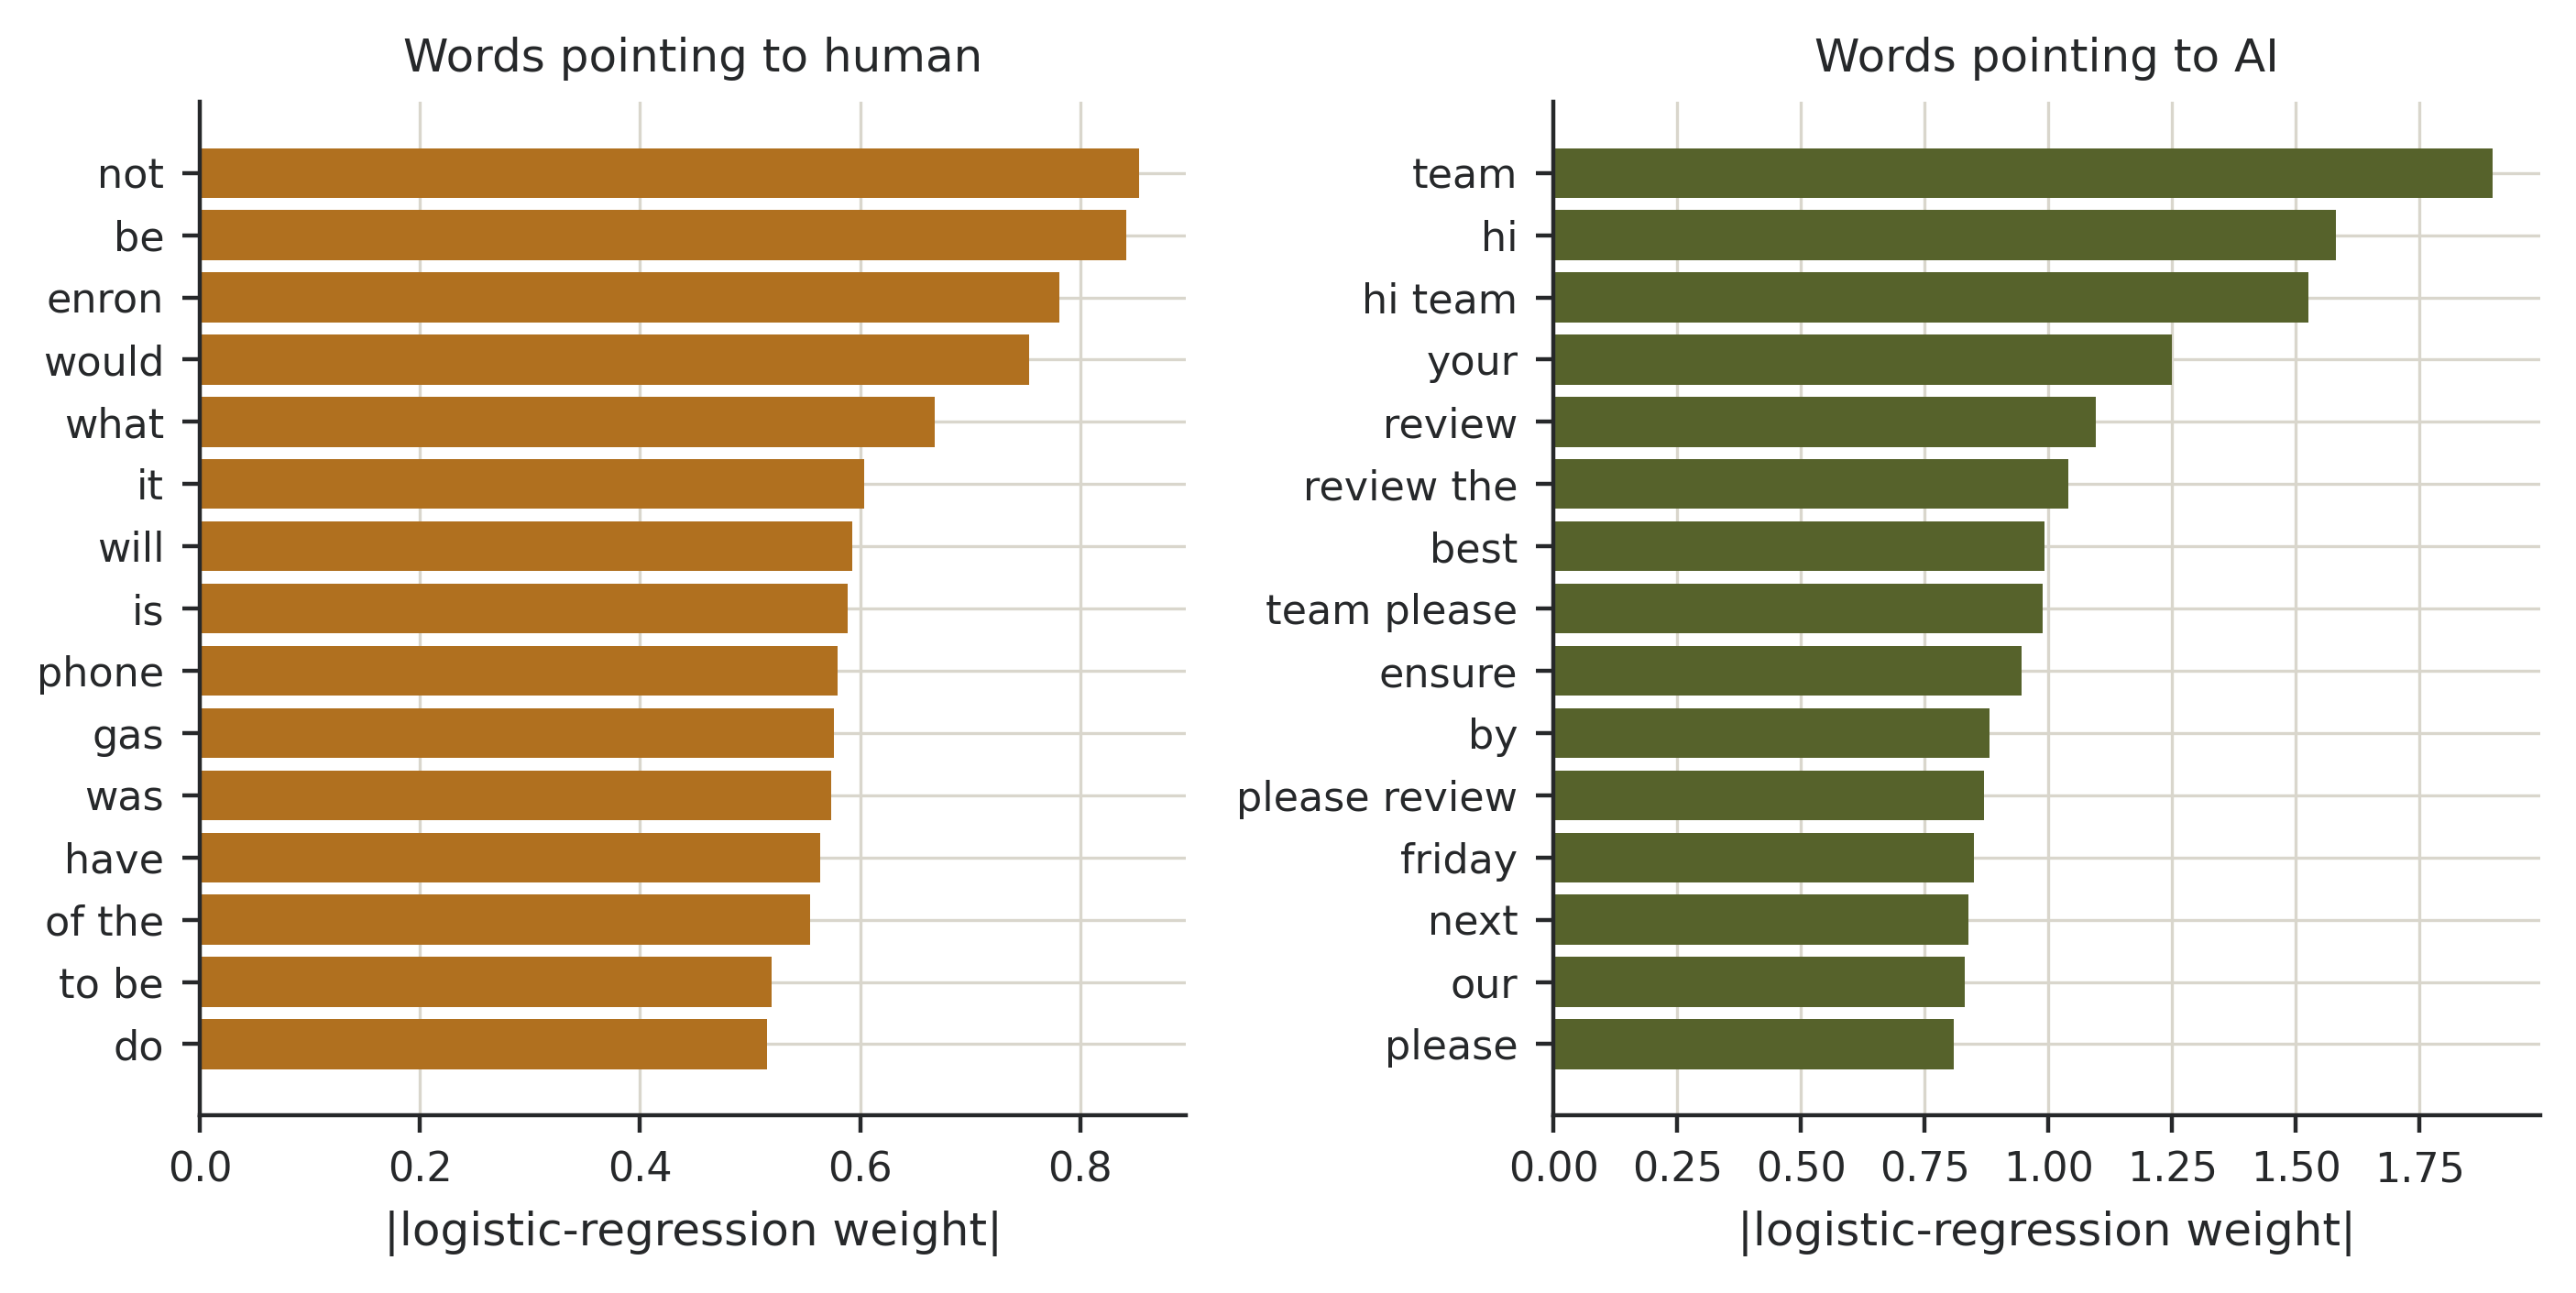 Words pointing to human
not
be
enron
would
what
it
will
is
phone
gas
was
have
of the
to be
do
0.0 0.2 0.4 0.6 0.8
|logistic-regression weight|
Words pointing to AI
team
hi
hi team
your
review
review the
best
team please
ensure
by
please review
friday
next
our
please
0.00 0.25 0.50 0.75 1.00 1.25 1.50 1.75
|logistic-regression weight|